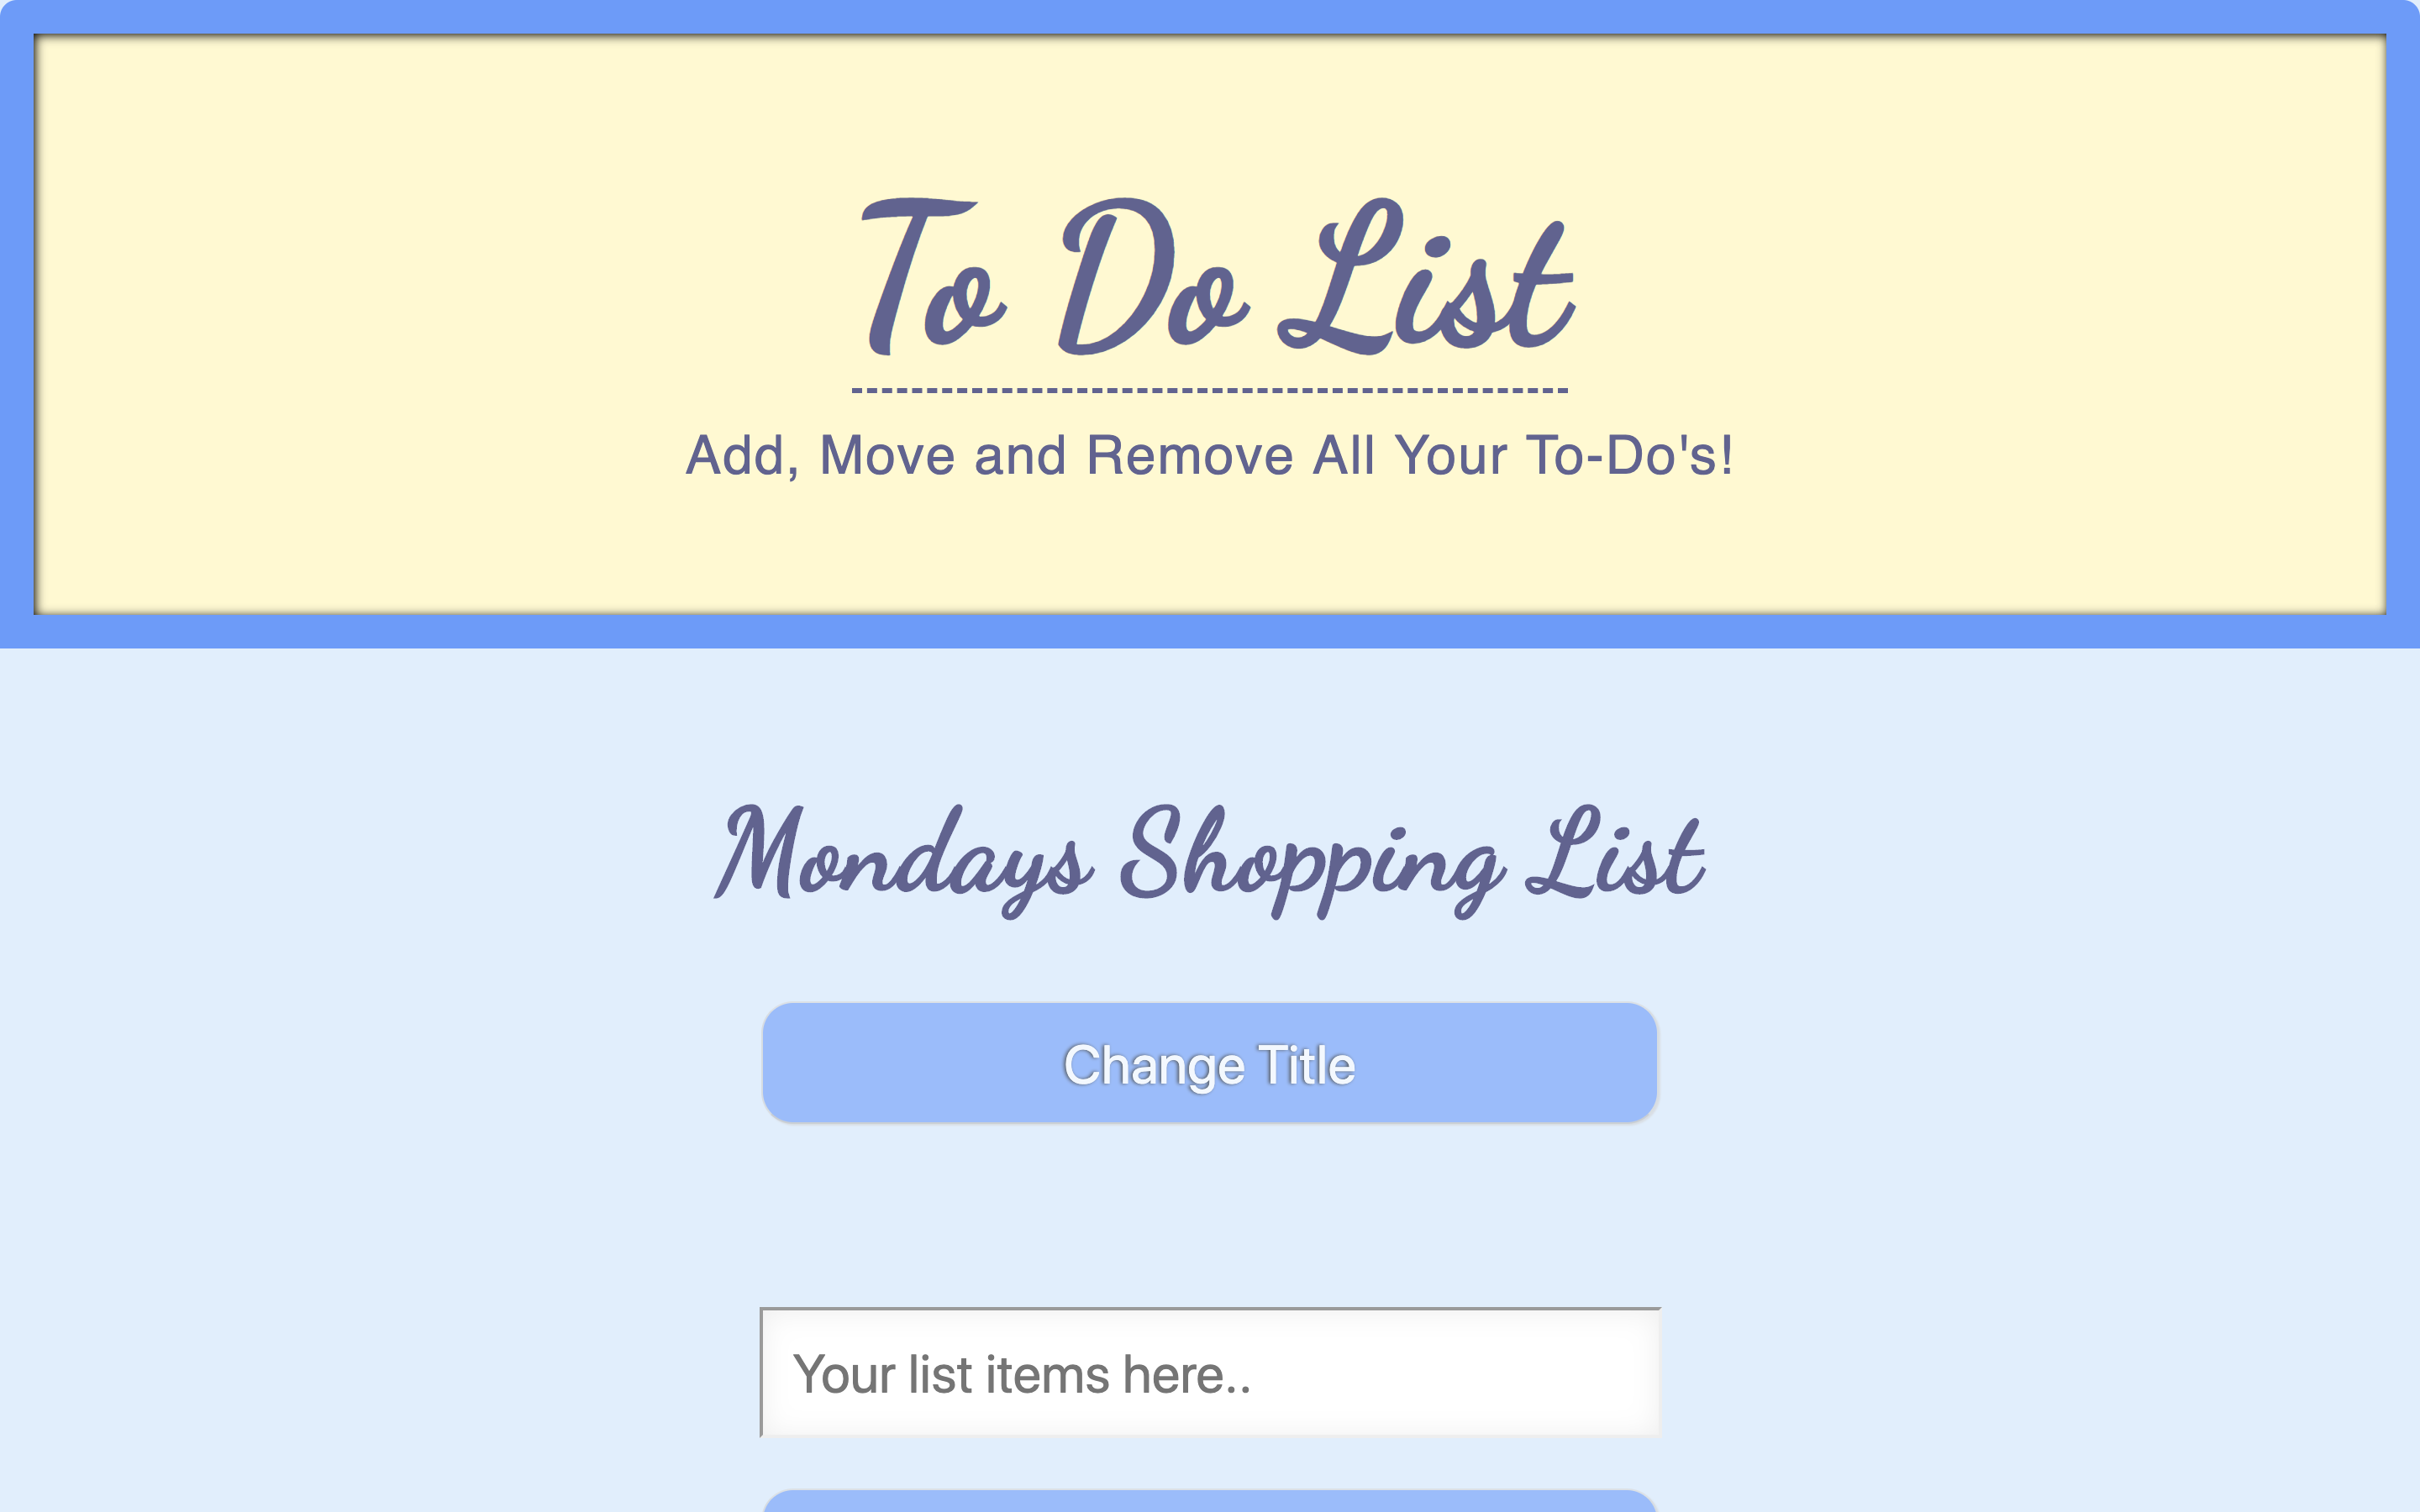 To Do List
Add, Move and Remove All Your To-Do's!
Mondays Shopping List
Change Title
Your list items here..